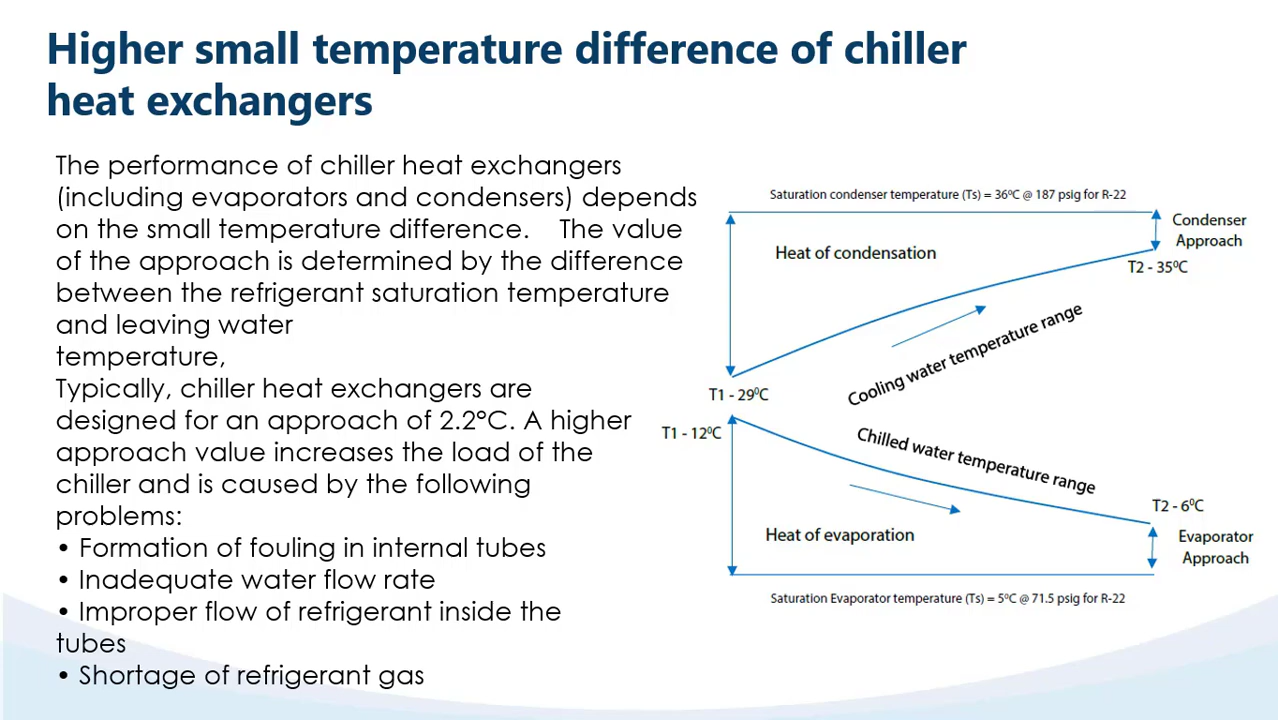 Higher small temperature difference of chiller
heat exchangers
The performance of chiller heat exchangers
(including evaporators and condensers) depends
on the small temperature difference. The value
of the approach is determined by the difference
between the refrigerant saturation temperature
and leaving water
temperature,
Typically, chiller heat exchangers are
designed for an approach of 2.2°C. A higher
approach value increases the load of the
chiller and is caused by the following
problems:
• Formation of fouling in internal tubes
• Inadequate water flow rate
• Improper flow of refrigerant inside the
tubes
• Shortage of refrigerant gas
Saturation condenser temperature (Ts) = 36⁰C @ 187 psig for R-22
Condenser
Approach
Heat of condensation
T2 - 35⁰C
Cooling water temperature range
T1 - 29⁰C
T1 - 12⁰C
Chilled water temperature range
T2 - 6⁰C
Heat of evaporation
Evaporator
Approach
Saturation Evaporator temperature (Ts) = 5⁰C @ 71.5 psig for R-22